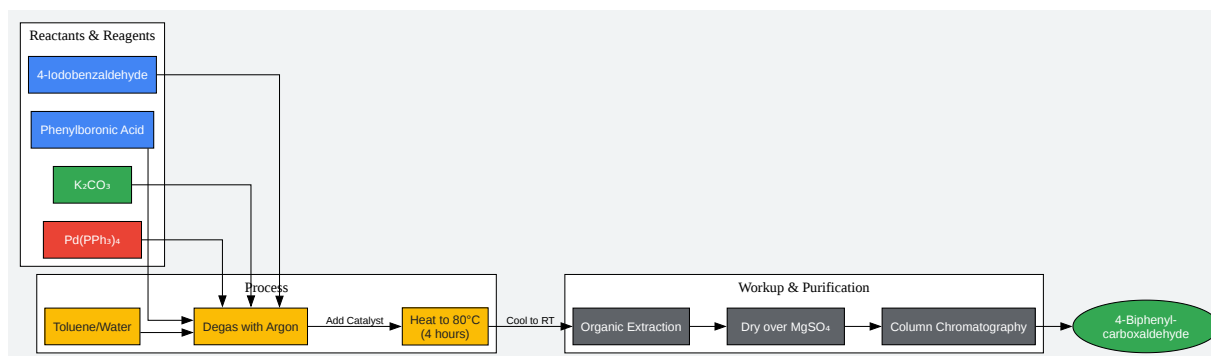 Reactants & Reagents
4-Iodobenzaldehyde
Phenylboronic Acid
K₂CO₃
Pd(PPh₃)₄
Process
Toluene/Water
Degas with Argon
Add Catalyst
Heat to 80°C
(4 hours)
Cool to RT
Workup & Purification
Organic Extraction
Dry over MgSO₄
Column Chromatography
4-Biphenyl-
carboxaldehyde